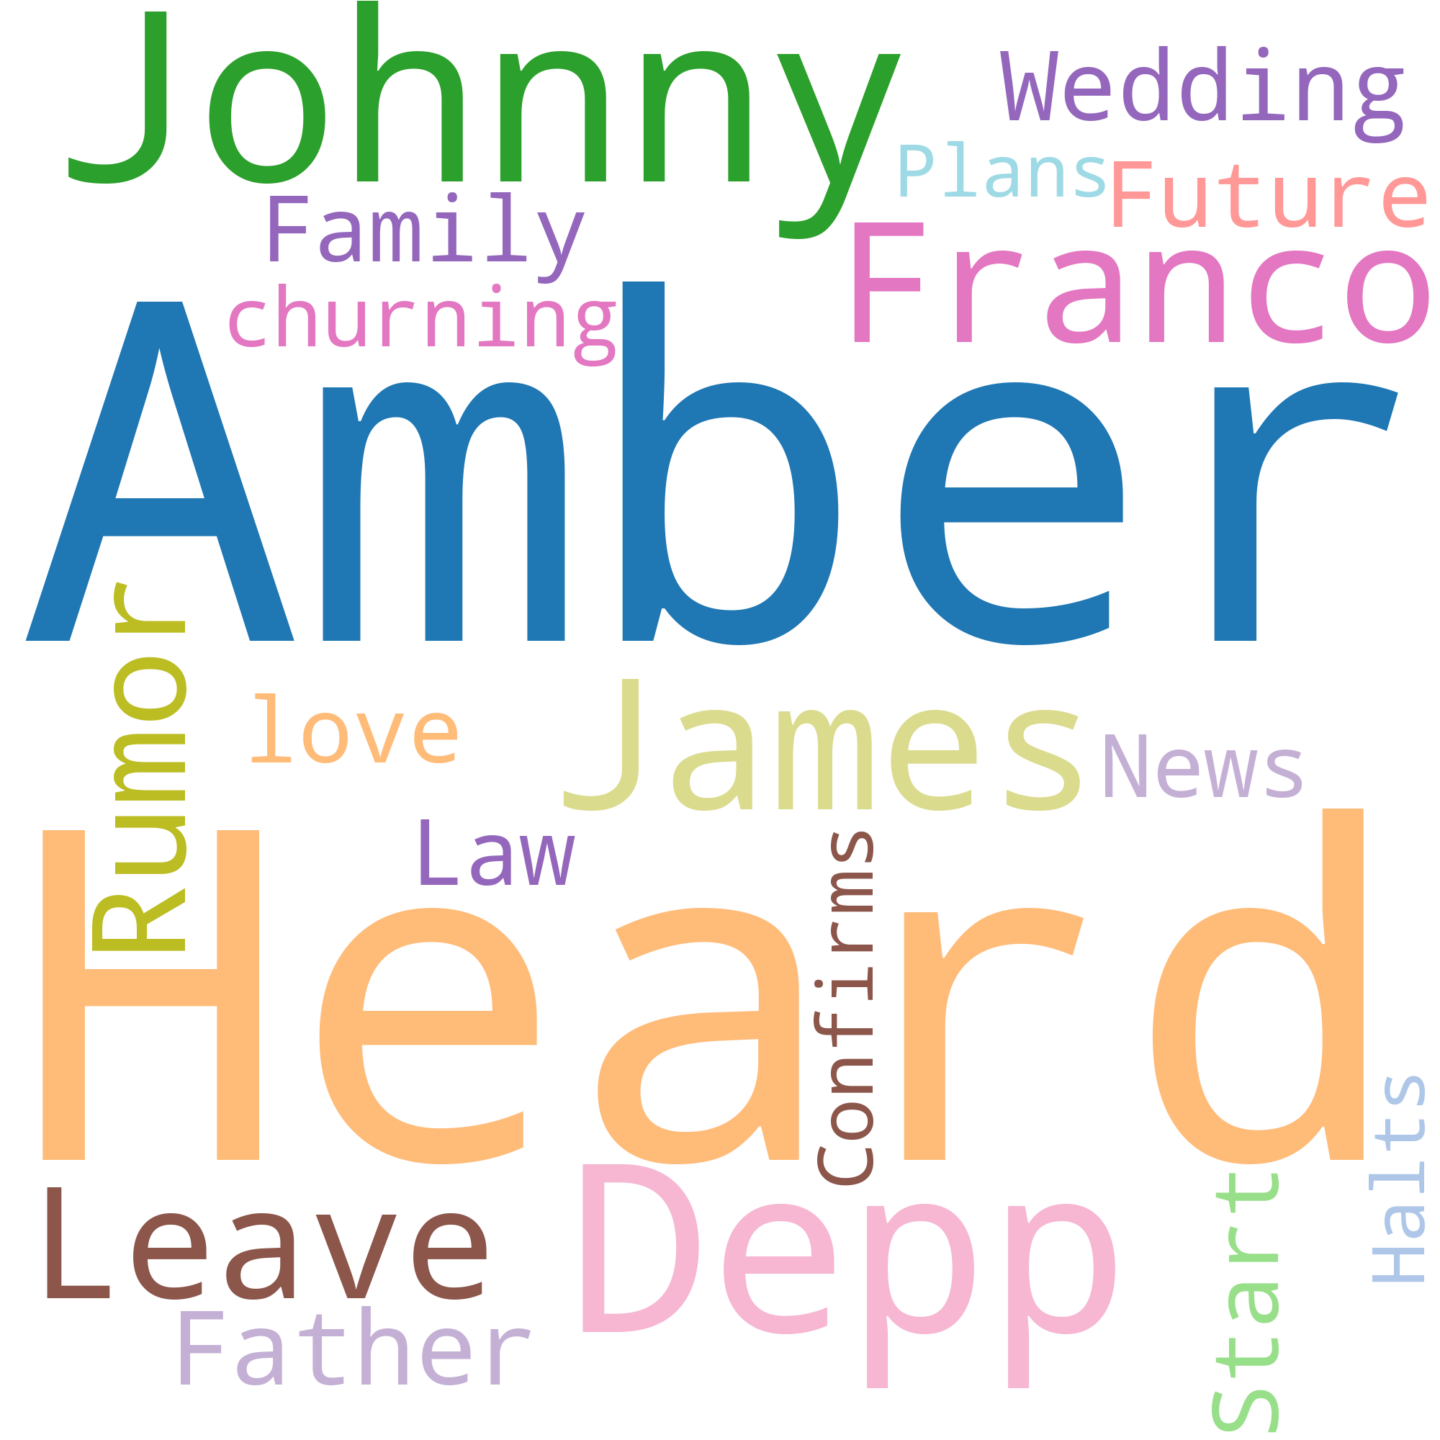 Johnny
Wedding
Plans
Future
Family
Franco
churning
Amber
Rumor
love
James
News
Law
Heard
Confirms
Halts
Leave
Depp
Start
Father